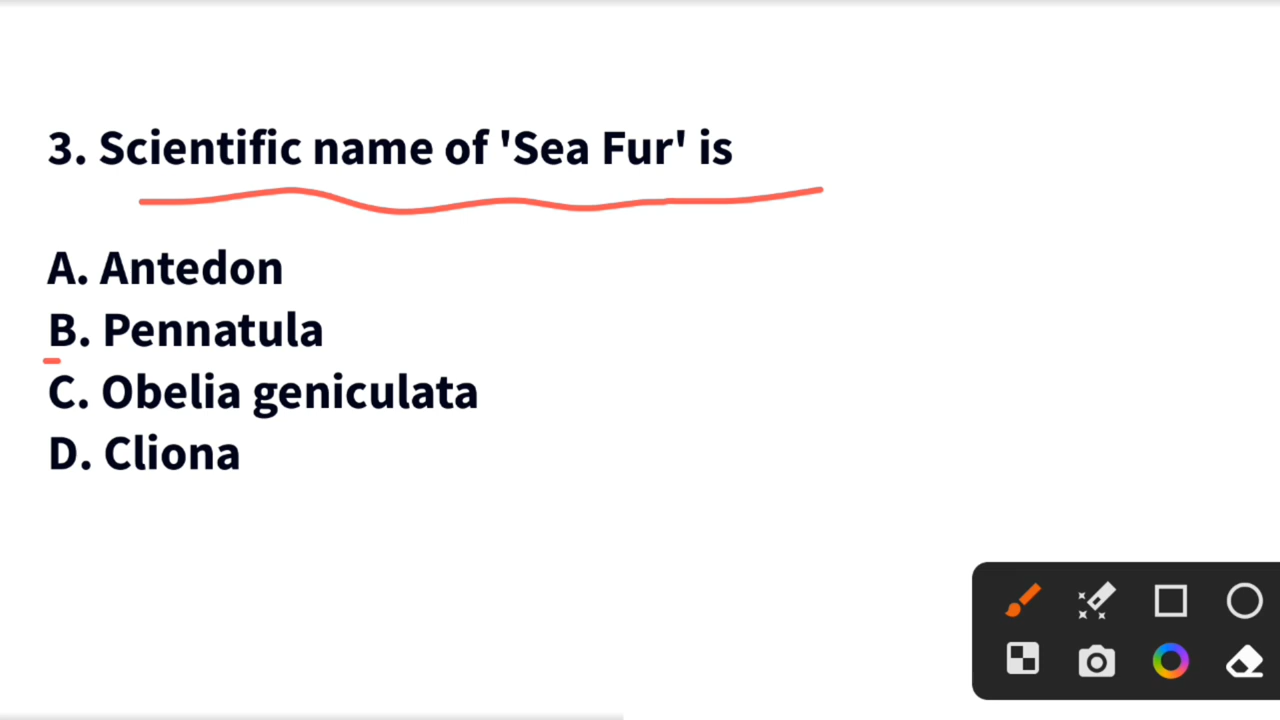 3. Scientific name of 'Sea Fur' is
A. Antedon
B. Pennatula
C. Obelia geniculata
D. Cliona